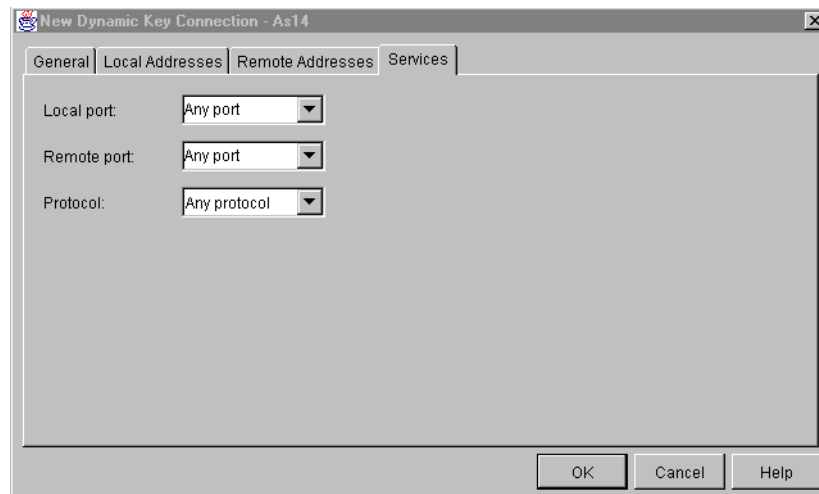 New Dynamic Key Connection - As14
General Local Addresses Remote Addresses Services
Local port: Any port
Remote port: Any port
Protocol: Any protocol
OK Cancel Help